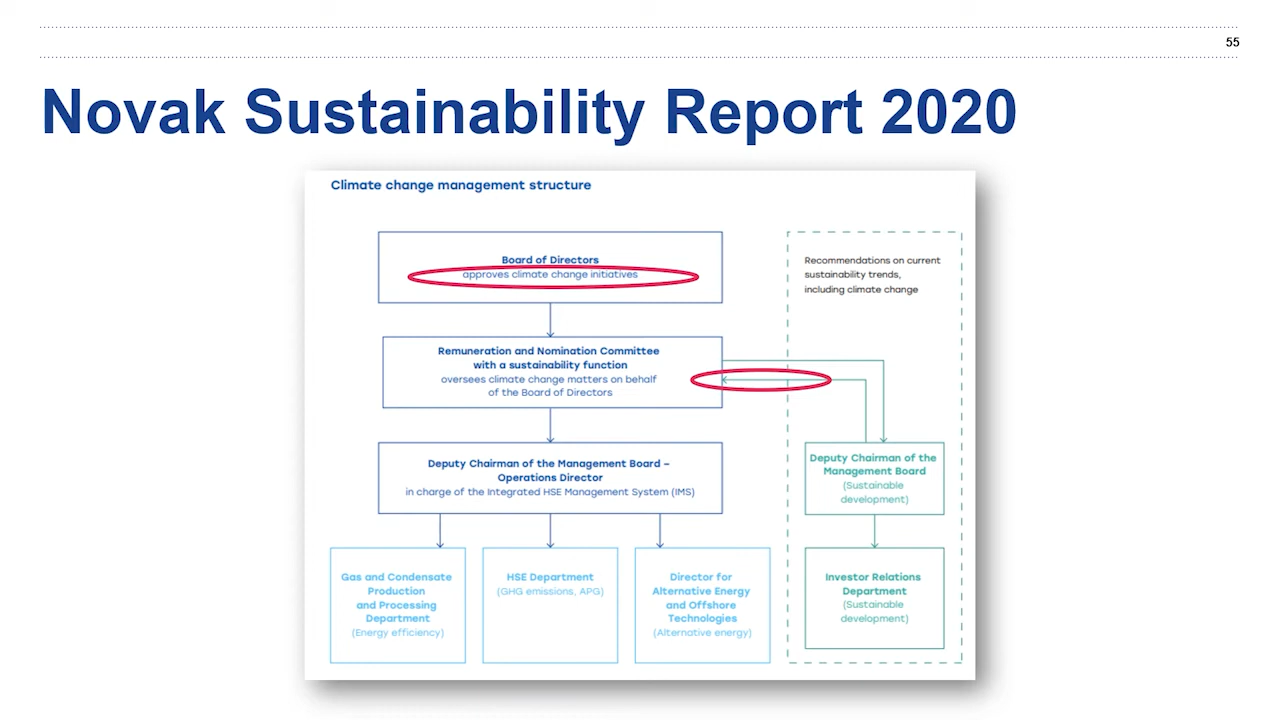 55
Novak Sustainability Report 2020
Climate change management structure
Board of Directors
approves climate change initiatives
Recommendations on current
sustainability trends,
including climate change
Remuneration and Nomination Committee
with a sustainability function
oversees climate change matters on behalf
of the Board of Directors
Deputy Chairman of the Management Board –
Operations Director
in charge of the Integrated HSE Management System (IMS)
Deputy Chairman of the
Management Board
(Sustainable
development)
Gas and Condensate
Production
and Processing
Department
(Energy efficiency)
HSE Department
(GHG emissions, APG)
Director for
Alternative Energy
and Offshore
Technologies
(Alternative energy)
Investor Relations
Department
(Sustainable
development)